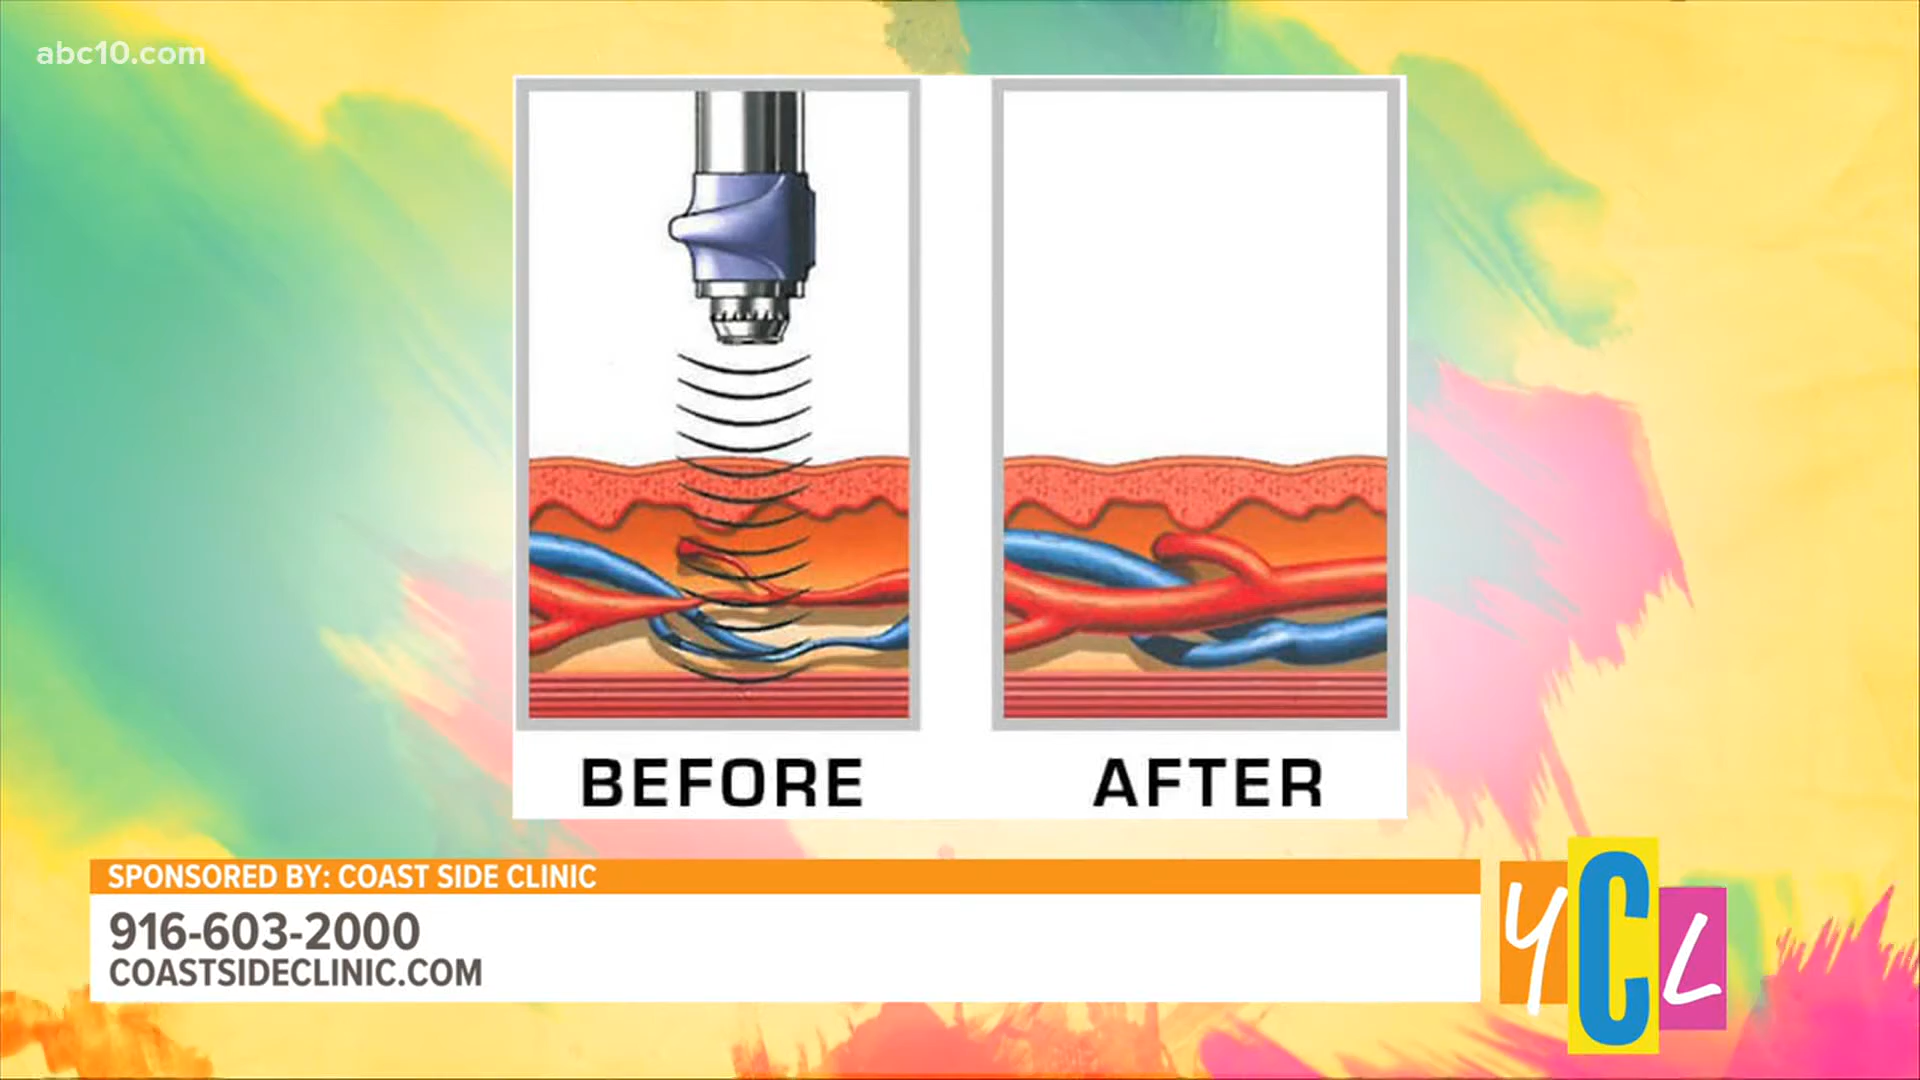 abc10.com
BEFORE
AFTER
SPONSORED BY: COAST SIDE CLINIC
916-603-2000
COASTSIDECLINIC.COM
YCL